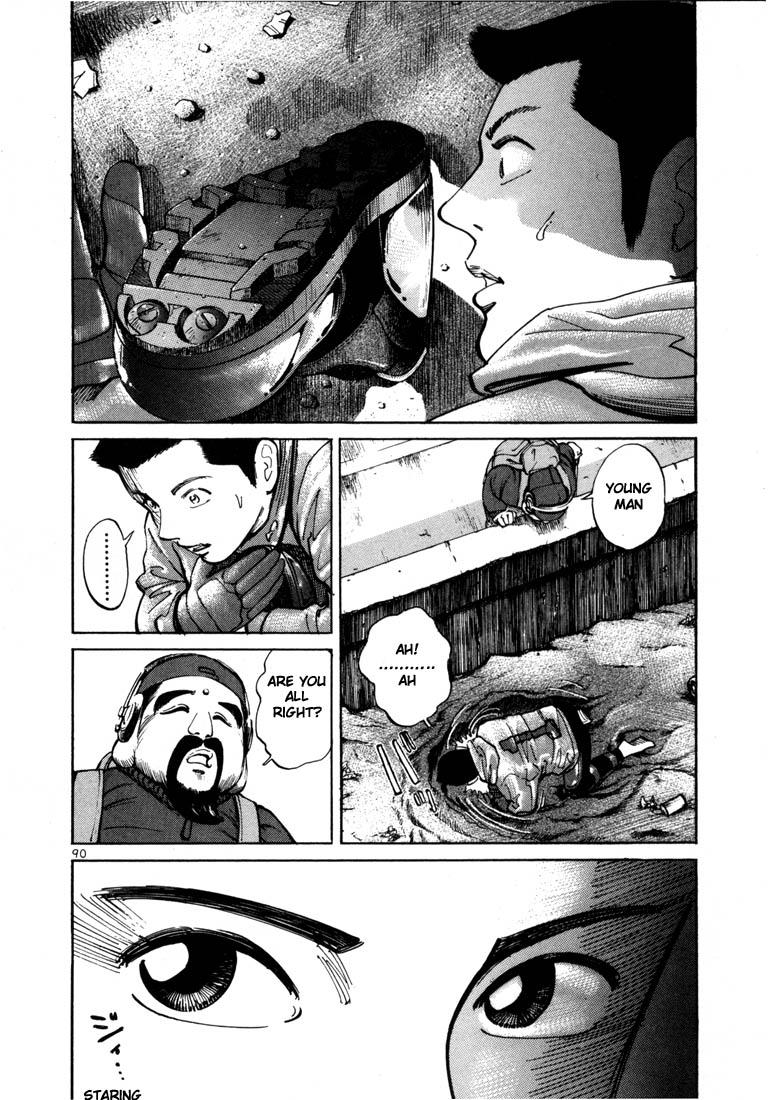 YOUNG
MAN
AH!
...........
AH
........
ARE YOU
ALL
RIGHT?
90
STARING